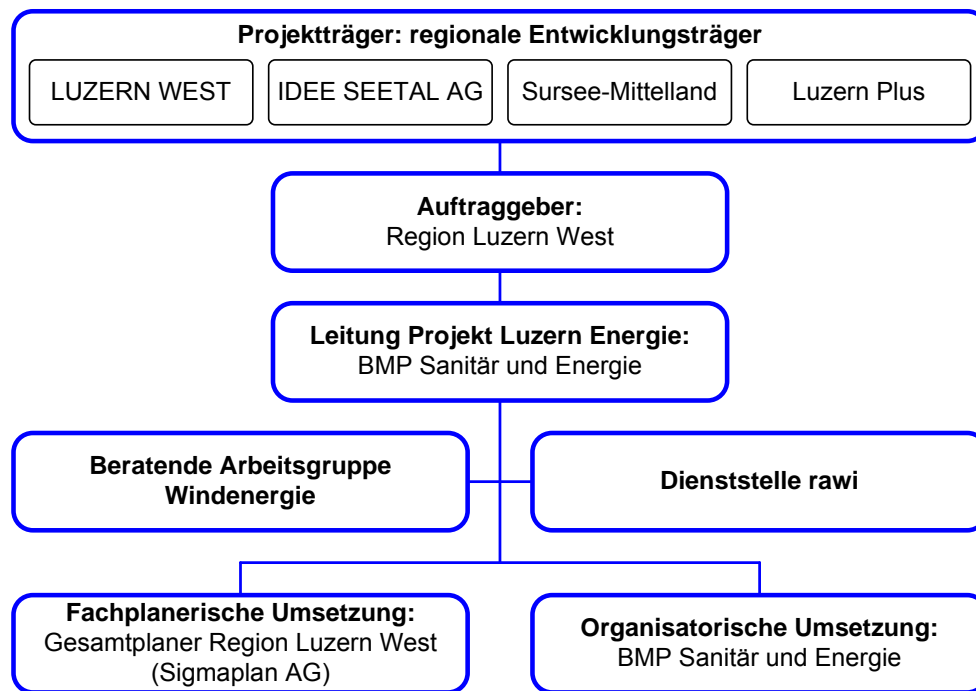 Projektträger: regionale Entwicklungsträger
LUZERN WEST
IDEE SEETAL AG
Sursee-Mittelland
Luzern Plus
Auftraggeber:
Region Luzern West
Leitung Projekt Luzern Energie:
BMP Sanitär und Energie
Beratende Arbeitsgruppe
Windenergie
Dienststelle rawi
Fachplanerische Umsetzung:
Gesamtplaner Region Luzern West
(Sigmaplan AG)
Organisatorische Umsetzung:
BMP Sanitär und Energie